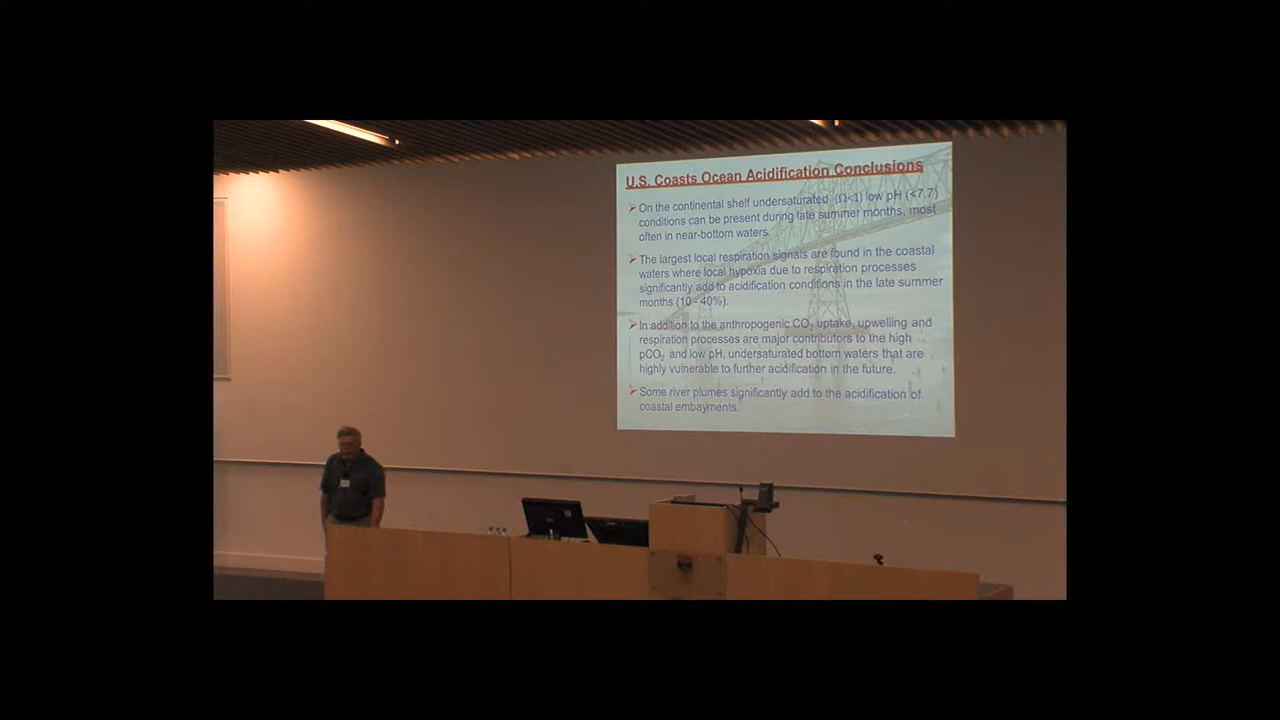 U.S. Coasts Ocean Acidification Conclusions
➢ On the continental shelf undersaturated (Ω<1) low pH (<7.7)
conditions can be present during late summer months, most
often in near-bottom waters.
➢ The largest local respiration signals are found in the coastal
waters where local hypoxia due to respiration processes
significantly add to acidification conditions in the late summer
months (10 - 40%).
➢ In addition to the anthropogenic CO₂ uptake, upwelling and
respiration processes are major contributors to the high
pCO₂ and low pH, undersaturated bottom waters that are
highly vulnerable to further acidification in the future.
➢ Some river plumes significantly add to the acidification of
coastal embayments.